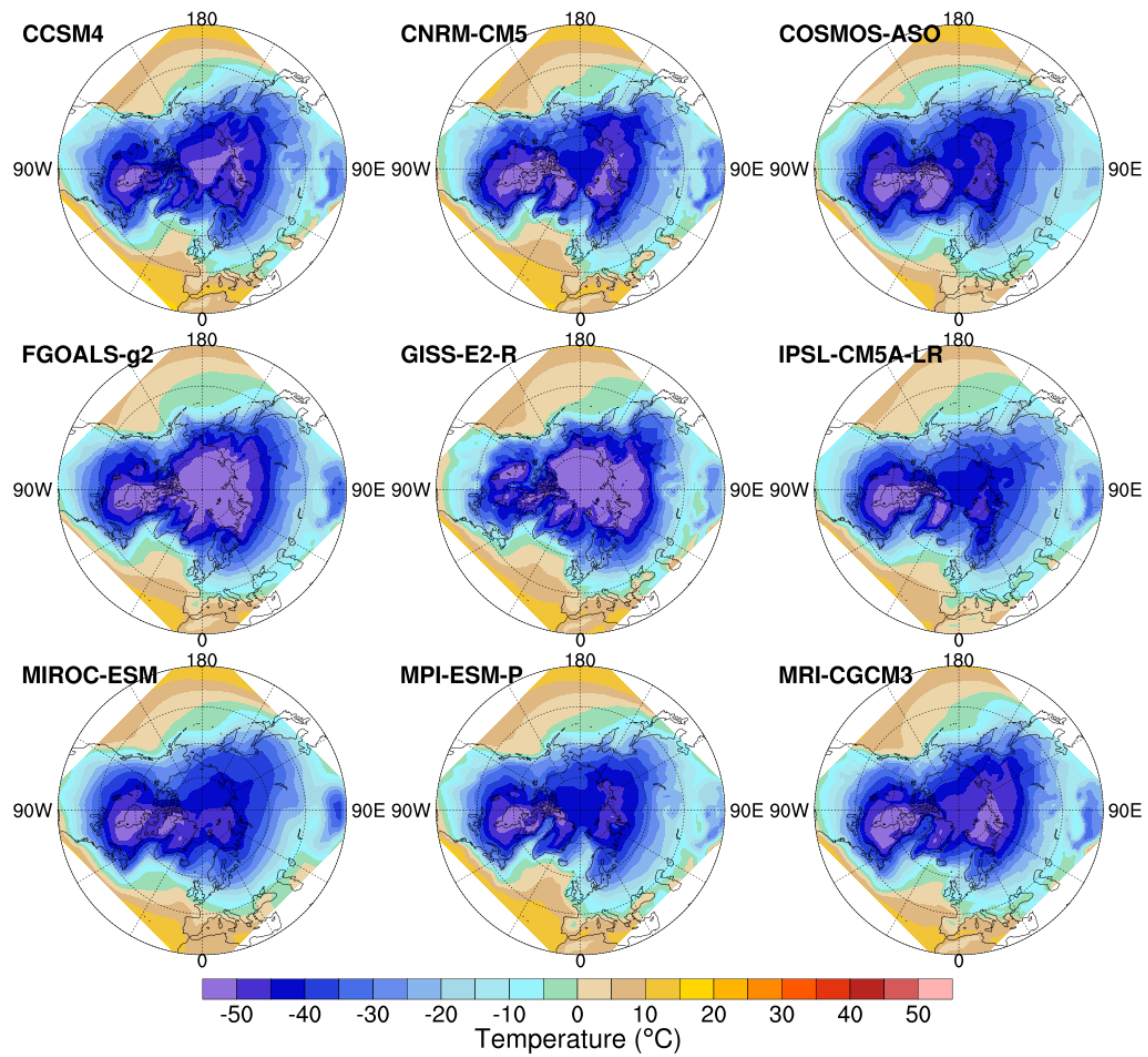 180 180 180
CCSM4 CNRM-CM5 COSMOS-ASO
90W 90E 90W 90E 90W 90E
0 0 0
180 180 180
FGOALS-g2 GISS-E2-R IPSL-CM5A-LR
90W 90E 90W 90E 90W 90E
0 0 0
180 180 180
MIROC-ESM MPI-ESM-P MRI-CGCM3
90W 90E 90W 90E 90W 90E
0 0 0
-50 -40 -30 -20 -10 0 10 20 30 40 50
Temperature (°C)